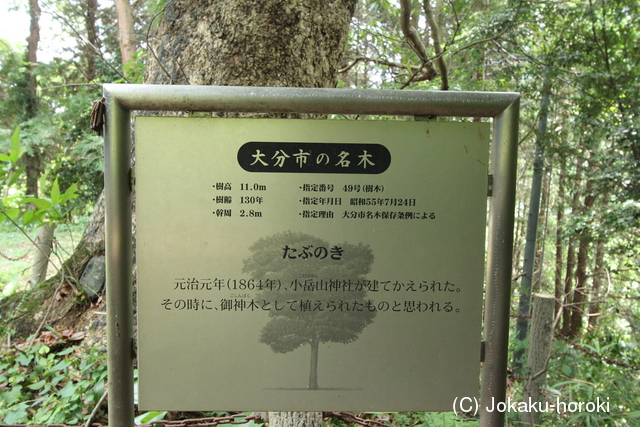 大分市の名木
・樹高 11.0m ・指定番号 49号(樹木)
・樹齢 130年 ・指定年月日 昭和55年7月24日
・幹周 2.8m ・指定理由 大分市名木保存条例による
たぶのき
元治元年(1864年)、小岳山神社が建てかえられた。
その時に、御神木として植えられたものと思われる。
(C) Jokaku-horoki